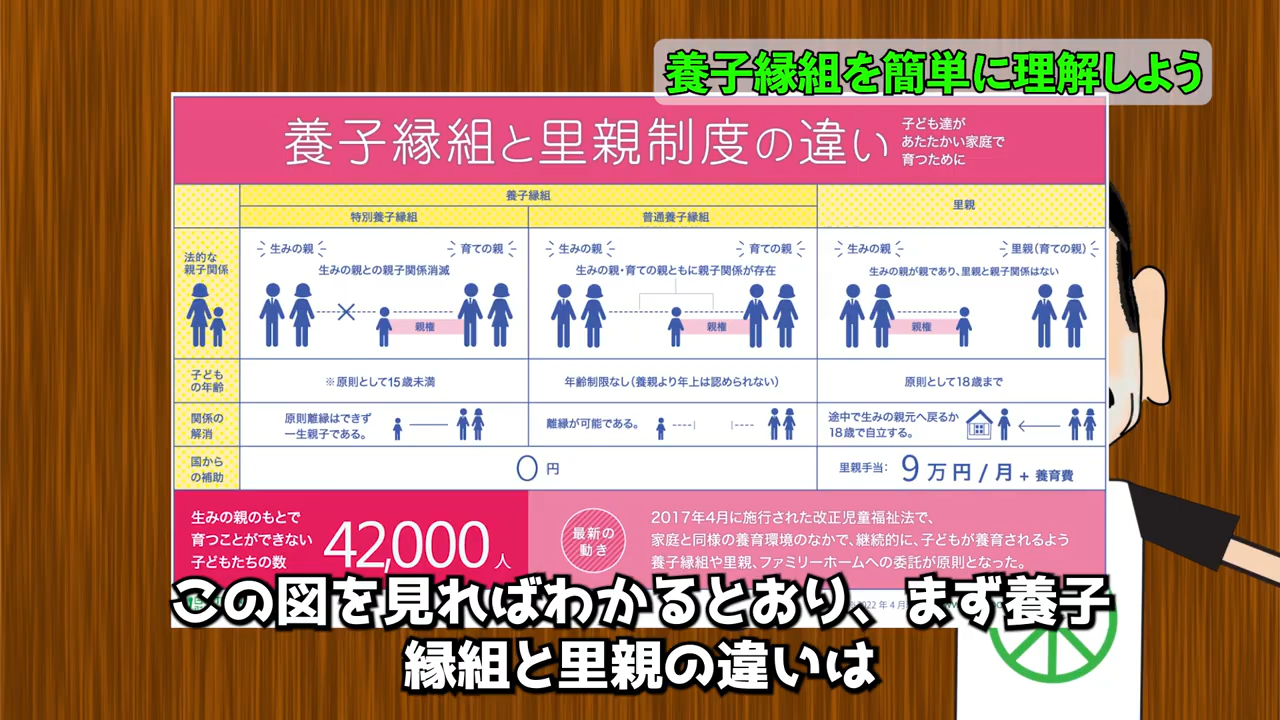 養子縁組を簡単に理解しよう
養子縁組と里親制度の違い
子ども達が
あたたかい家庭で
育つために
養子縁組
里親
特別養子縁組
普通養子縁組
法的な
親子関係
生みの親
育ての親
生みの親との親子関係消滅
親権
生みの親
育ての親
生みの親・育ての親ともに親子関係が存在
親権
生みの親
里親(育ての親)
生みの親が親であり、里親と親子関係はない
親権
子ども
の年齢
※原則として15歳未満
年齢制限なし(養親より年上は認められない)
原則として18歳まで
関係の
解消
原則離縁はできず
一生親子である。
離縁が可能である。
途中で生みの親元へ戻るか
18歳で自立する。
国から
の補助
0円
里親手当: 9万円/月 + 養育費
生みの親のもとで
育つことができない
子どもたちの数
42,000人
最新の
動き
2017年4月に施行された改正児童福祉法で、
家庭と同様の養育環境のなかで、継続的に、子どもが養育されるよう
養子縁組や里親、ファミリーホームへの委託が原則となった。
2022年4月
この図を見ればわかるとおり、まず養子
縁組と里親の違いは